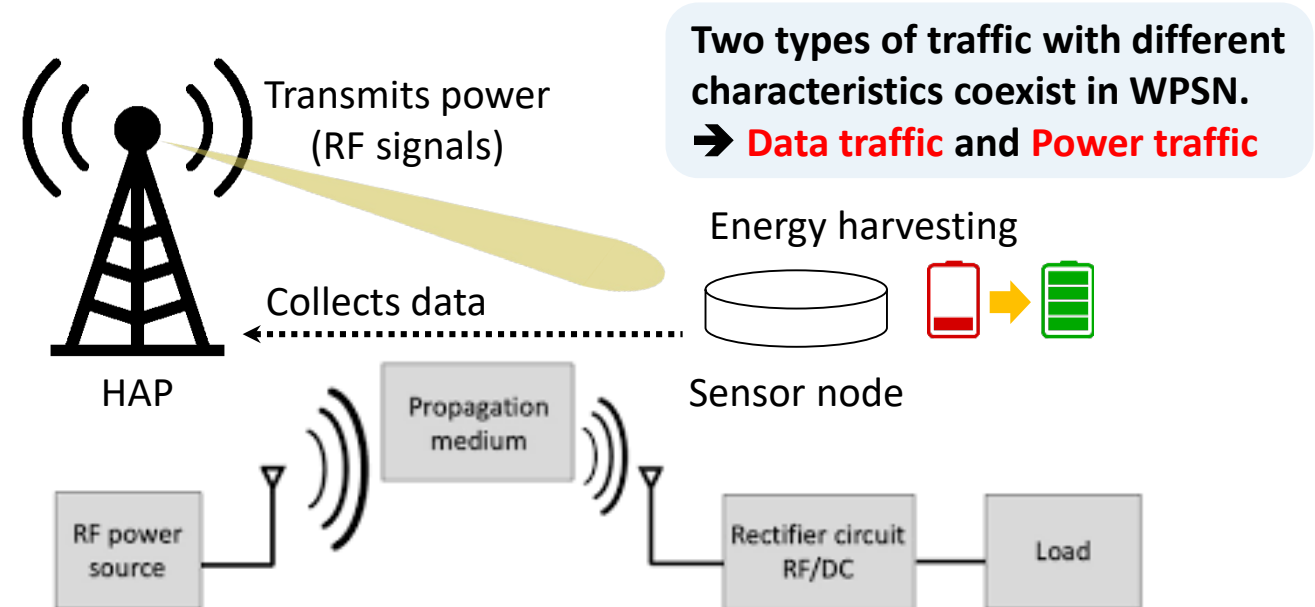 Two types of traffic with different
characteristics coexist in WPSN.
➔ Data traffic and Power traffic
Transmits power
(RF signals)
Energy harvesting
Collects data
HAP
Sensor node
Propagation
medium
RF power
source
Rectifier circuit
RF/DC
Load